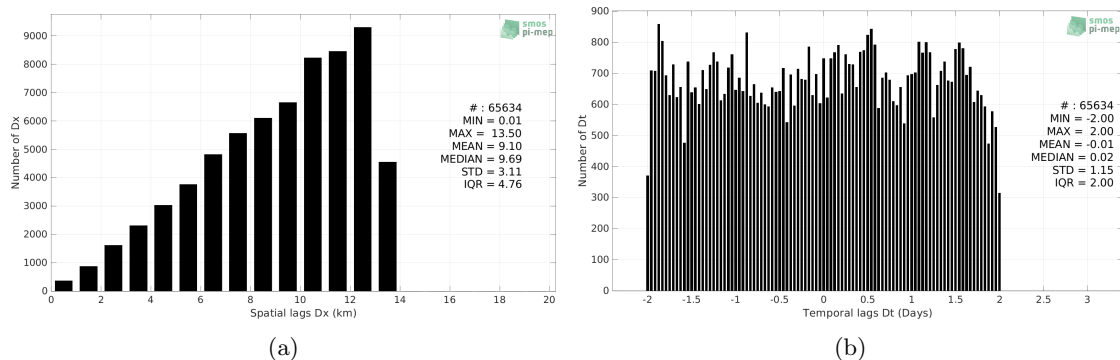 smos
pi-mep
Number of Dx
9000
8000
7000
6000
5000
4000
3000
2000
1000
0
# : 65634
MIN = 0.01
MAX = 13.50
MEAN = 9.10
MEDIAN = 9.69
STD = 3.11
IQR = 4.76
0 2 4 6 8 10 12 14 16 18 20
Spatial lags Dx (km)
(a)
smos
pi-mep
Number of Dt
900
800
700
600
500
400
300
200
100
0
# : 65634
MIN = -2.00
MAX = 2.00
MEAN = -0.01
MEDIAN = 0.02
STD = 1.15
IQR = 2.00
-2 -1.5 -1 -0.5 0 0.5 1 1.5 2 2.5 3
Temporal lags Dt (Days)
(b)